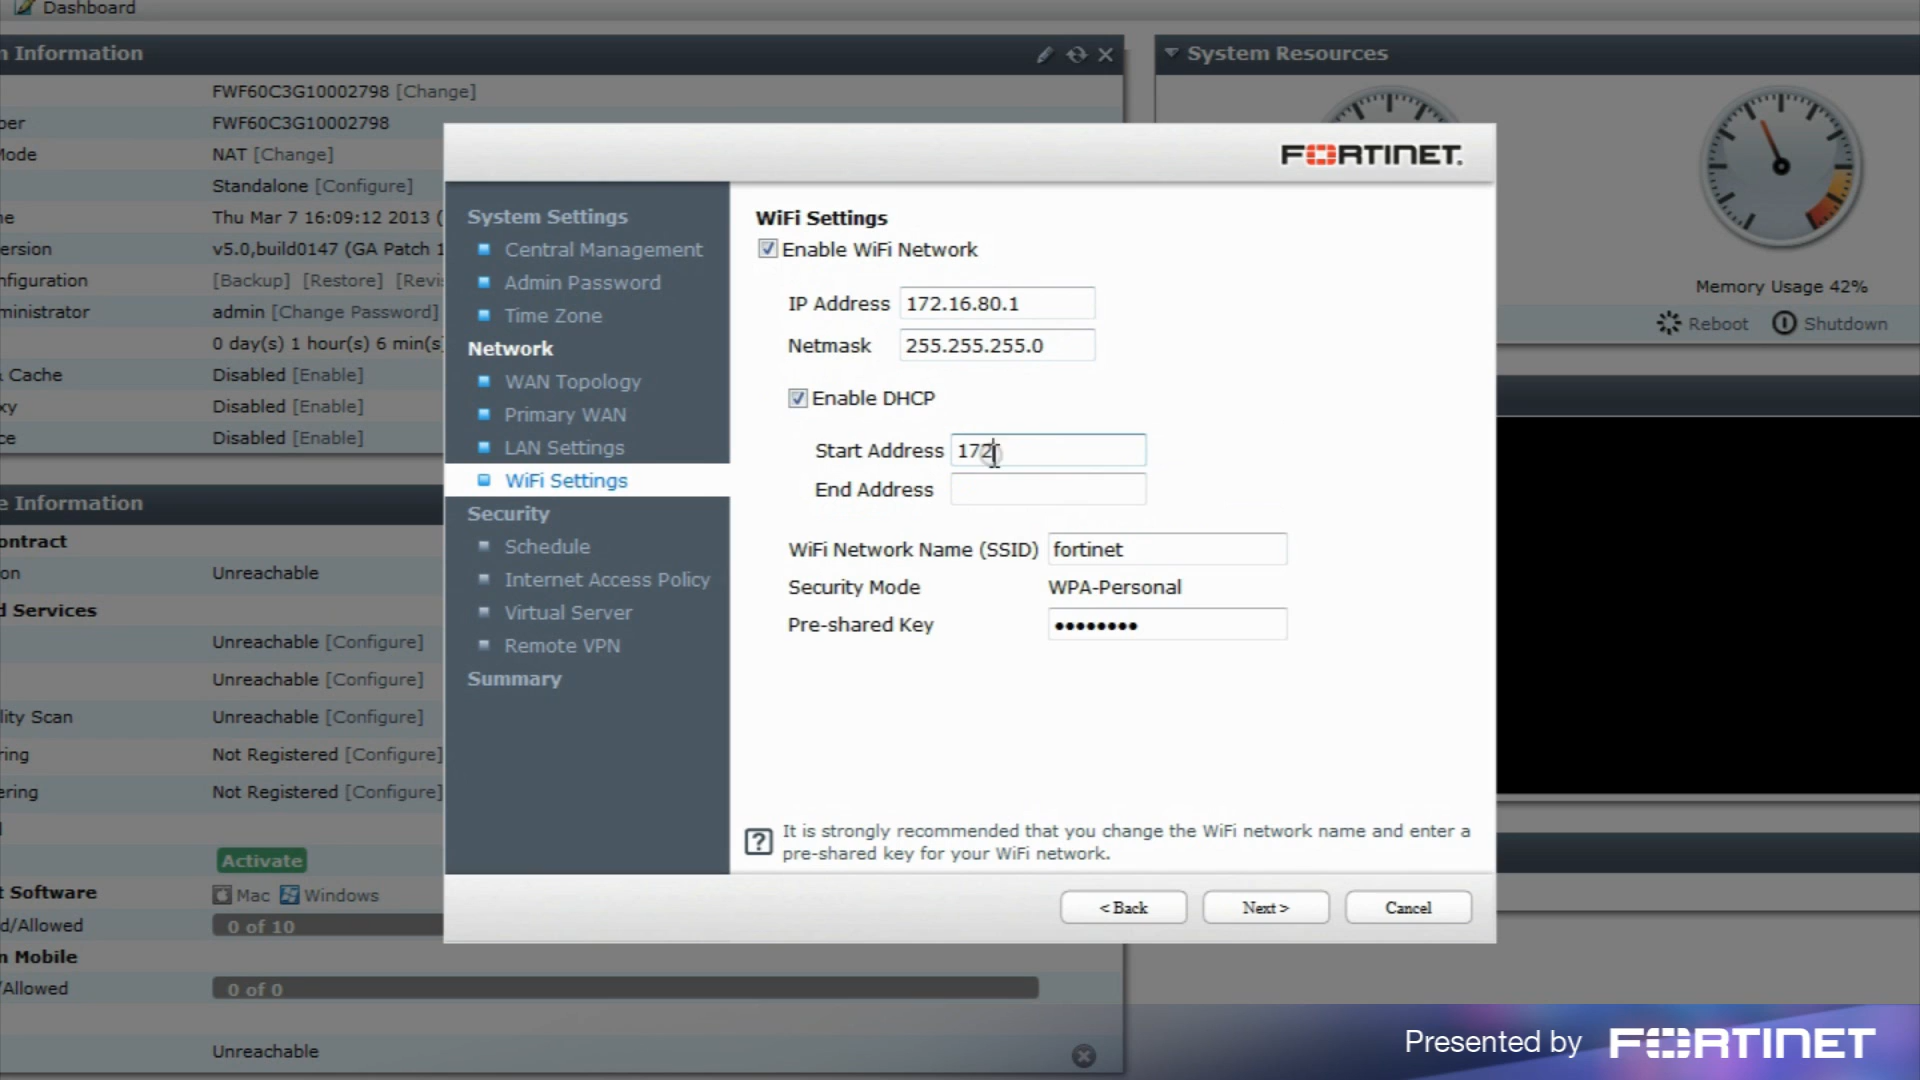 Dashboard
n Information
FWF60C3G10002798 [Change]
ber
FWF60C3G10002798
Mode
NAT [Change]
Standalone [Configure]
ne
Thu Mar 7 16:09:12 2013 (
ersion
v5.0,build0147 (GA Patch 1
nfiguration
[Backup] [Restore] [Revis
ministrator
admin [Change Password]
0 day(s) 1 hour(s) 6 min(s
& Cache
Disabled [Enable]
xy
Disabled [Enable]
ce
Disabled [Enable]
e Information
ontract
on
Unreachable
d Services
Unreachable [Configure]
Unreachable [Configure]
lity Scan
Unreachable [Configure]
ring
Not Registered [Configure]
ering
Not Registered [Configure]
Activate
t Software
Mac
Windows
d/Allowed
0 of 10
n Mobile
/Allowed
0 of 0
Unreachable
System Resources
Memory Usage 42%
Reboot
Shutdown
FORTINET
System Settings
Central Management
Admin Password
Time Zone
Network
WAN Topology
Primary WAN
LAN Settings
WiFi Settings
Security
Schedule
Internet Access Policy
Virtual Server
Remote VPN
Summary
WiFi Settings
Enable WiFi Network
IP Address 172.16.80.1
Netmask 255.255.255.0
Enable DHCP
Start Address 172
End Address
WiFi Network Name (SSID) fortinet
Security Mode WPA-Personal
Pre-shared Key ••••••••
It is strongly recommended that you change the WiFi network name and enter a
pre-shared key for your WiFi network.
< Back
Next >
Cancel
Presented by FORTINET